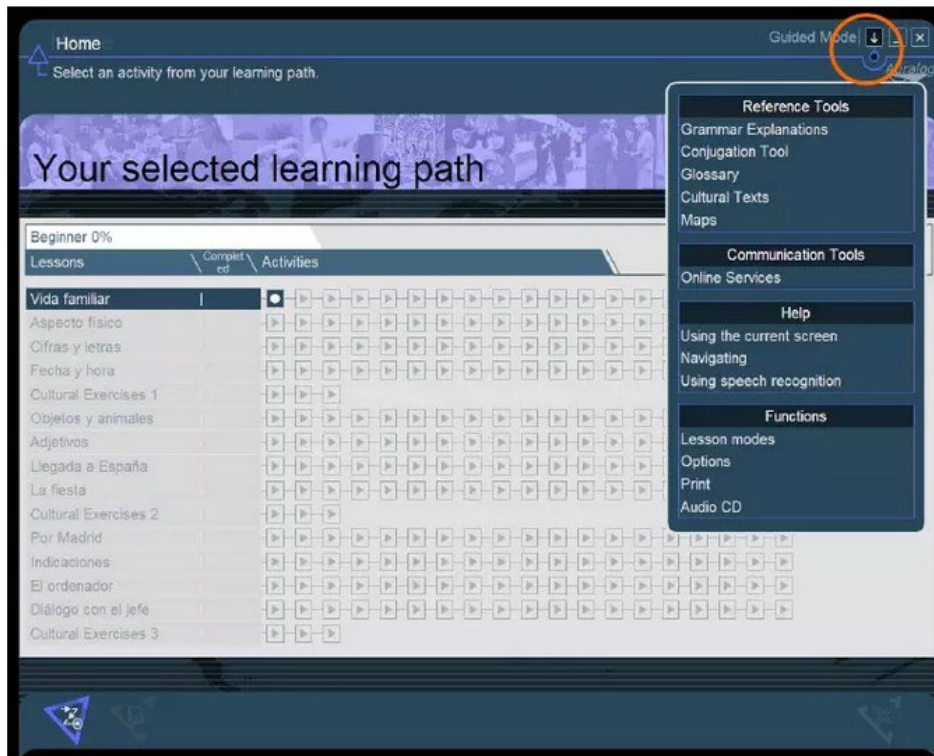 Home
Guided Mode
Select an activity from your learning path.
Auralog
Your selected learning path
Beginner 0%
Lessons
Completed
Activities
Vida familiar
Aspecto físico
Cifras y letras
Fecha y hora
Cultural Exercises 1
Objetos y animales
Adjetivos
Llegada a España
La fiesta
Cultural Exercises 2
Por Madrid
Indicaciones
El ordenador
Diálogo con el jefe
Cultural Exercises 3
Reference Tools
Grammar Explanations
Conjugation Tool
Glossary
Cultural Texts
Maps
Communication Tools
Online Services
Help
Using the current screen
Navigating
Using speech recognition
Functions
Lesson modes
Options
Print
Audio CD